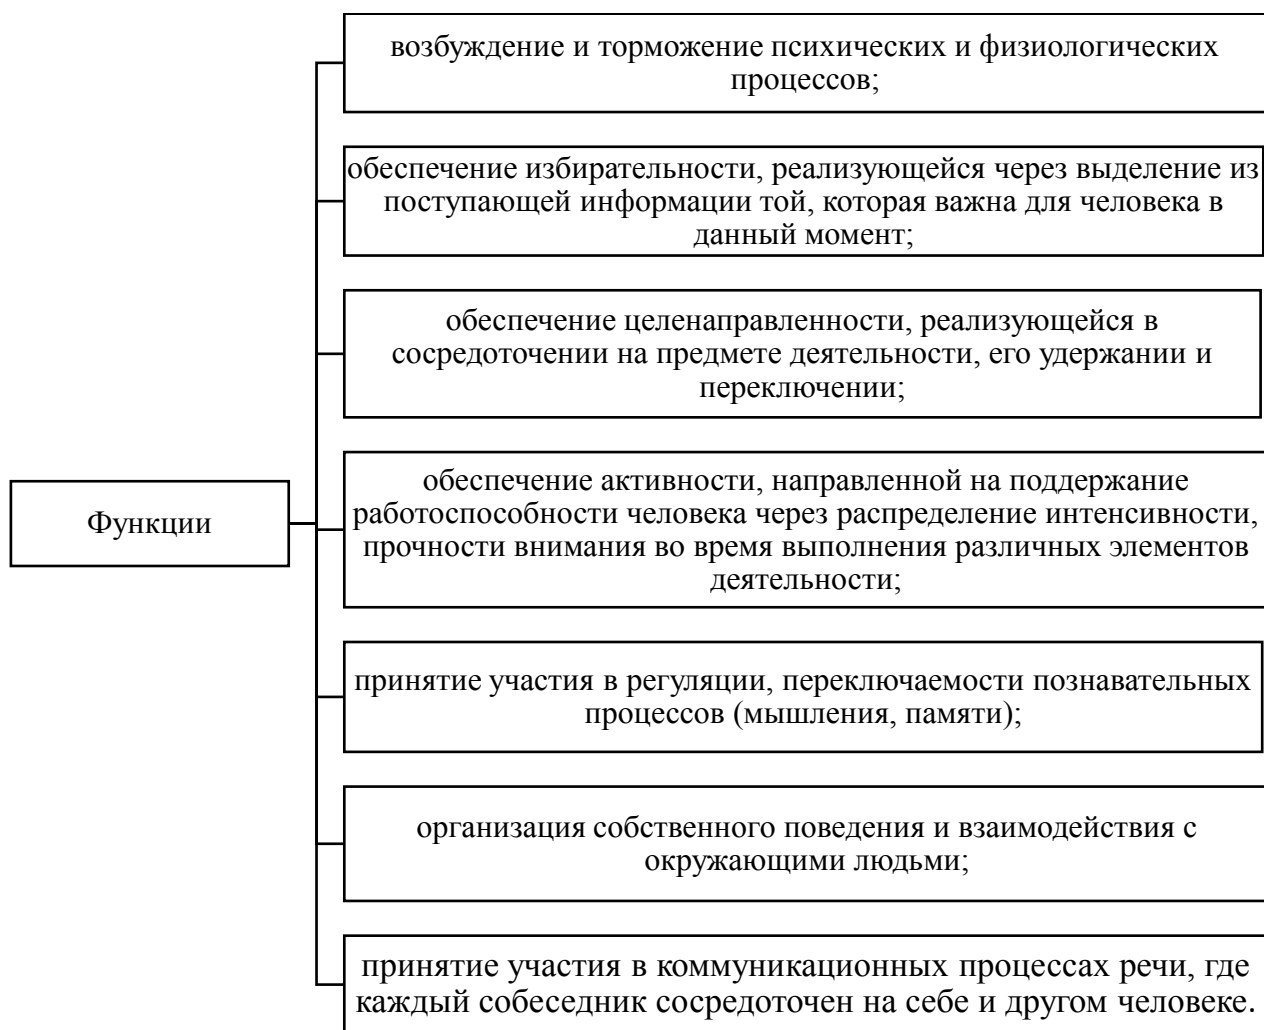 возбуждение и торможение психических и физиологических
процессов;
обеспечение избирательности, реализующейся через выделение из
поступающей информации той, которая важна для человека в
данный момент;
обеспечение целенаправленности, реализующейся в
сосредоточении на предмете деятельности, его удержании и
переключении;
Функции
обеспечение активности, направленной на поддержание
работоспособности человека через распределение интенсивности,
прочности внимания во время выполнения различных элементов
деятельности;
принятие участия в регуляции, переключаемости познавательных
процессов (мышления, памяти);
организация собственного поведения и взаимодействия с
окружающими людьми;
принятие участия в коммуникационных процессах речи, где
каждый собеседник сосредоточен на себе и другом человеке.